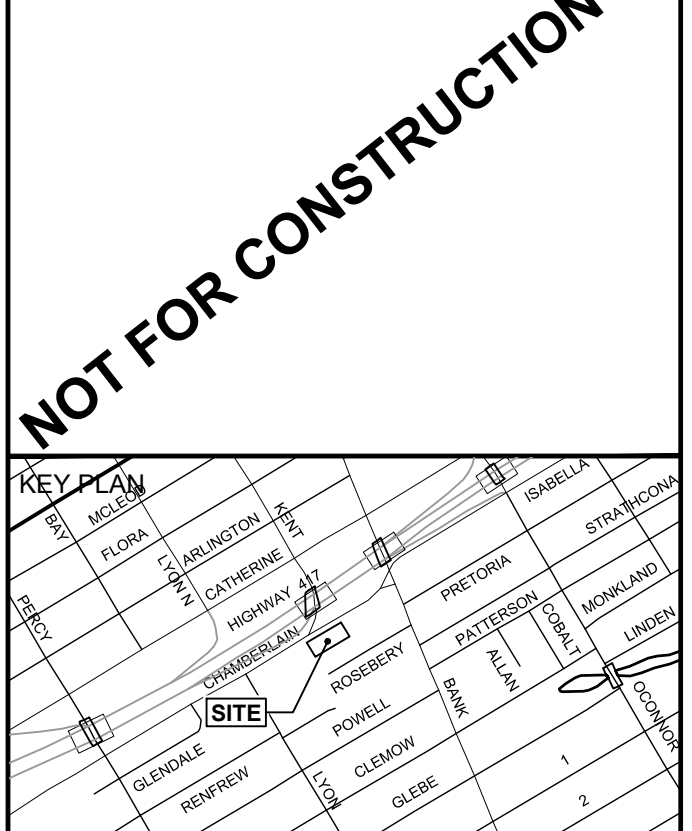 NOT FOR CONSTRUCTION
KEY PLAN
MCLEOD
BAY
FLORA
ARLINGTON
KENT
ISABELLA
STRATHCONA
LYON N
CATHERINE
HIGHWAY 417
PRETORIA
MONKLAND
PERCY
PATTERSON
COBALT
LINDEN
CHAMBERLAIN
ROSEBERY
ALLAN
BANK
SITE
POWELL
OCONNOR
GLENDALE
CLEMOW
RENFREW
LYON
GLEBE
1
2